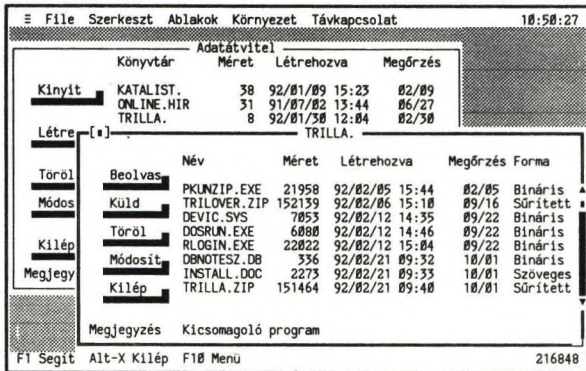 ≡ File Szerkeszt Ablakok Környezet Távkapcsolat 10:50:27
Adatátvitel
Könyvtár Méret Létrehozva Megőrzés
Kinyit KATALIST. 38 92/01/09 15:23 02/09
ONLINE.HIR 31 91/07/02 13:44 06/27
TRILLA. 8 92/01/30 12:04 02/30
Létre [■] TRILLA.
Név Méret Létrehozva Megőrzés Forma
Töröl Beolvas
PKUNZIP.EXE 21958 92/02/05 15:44 02/05 Bináris
Módos Küld TRILOVER.ZIP 152139 92/02/06 15:10 09/16 Sűrített
DEVIC.SYS 7053 92/02/12 14:35 09/22 Bináris
Töröl DOSRUN.EXE 6080 92/02/12 14:46 09/22 Bináris
Kilép RLOGIN.EXE 22022 92/02/12 15:04 09/22 Bináris
Módosít DBNOTESZ.DB 336 92/02/21 09:32 10/01 Bináris
Megjegy INSTALL.DOC 2273 92/02/21 09:33 10/01 Szöveges
Kilép TRILLA.ZIP 151464 92/02/21 09:40 10/01 Sűrített
Megjegyzés Kicsomagoló program
F1 Segít Alt-X Kilép F10 Menü 216848